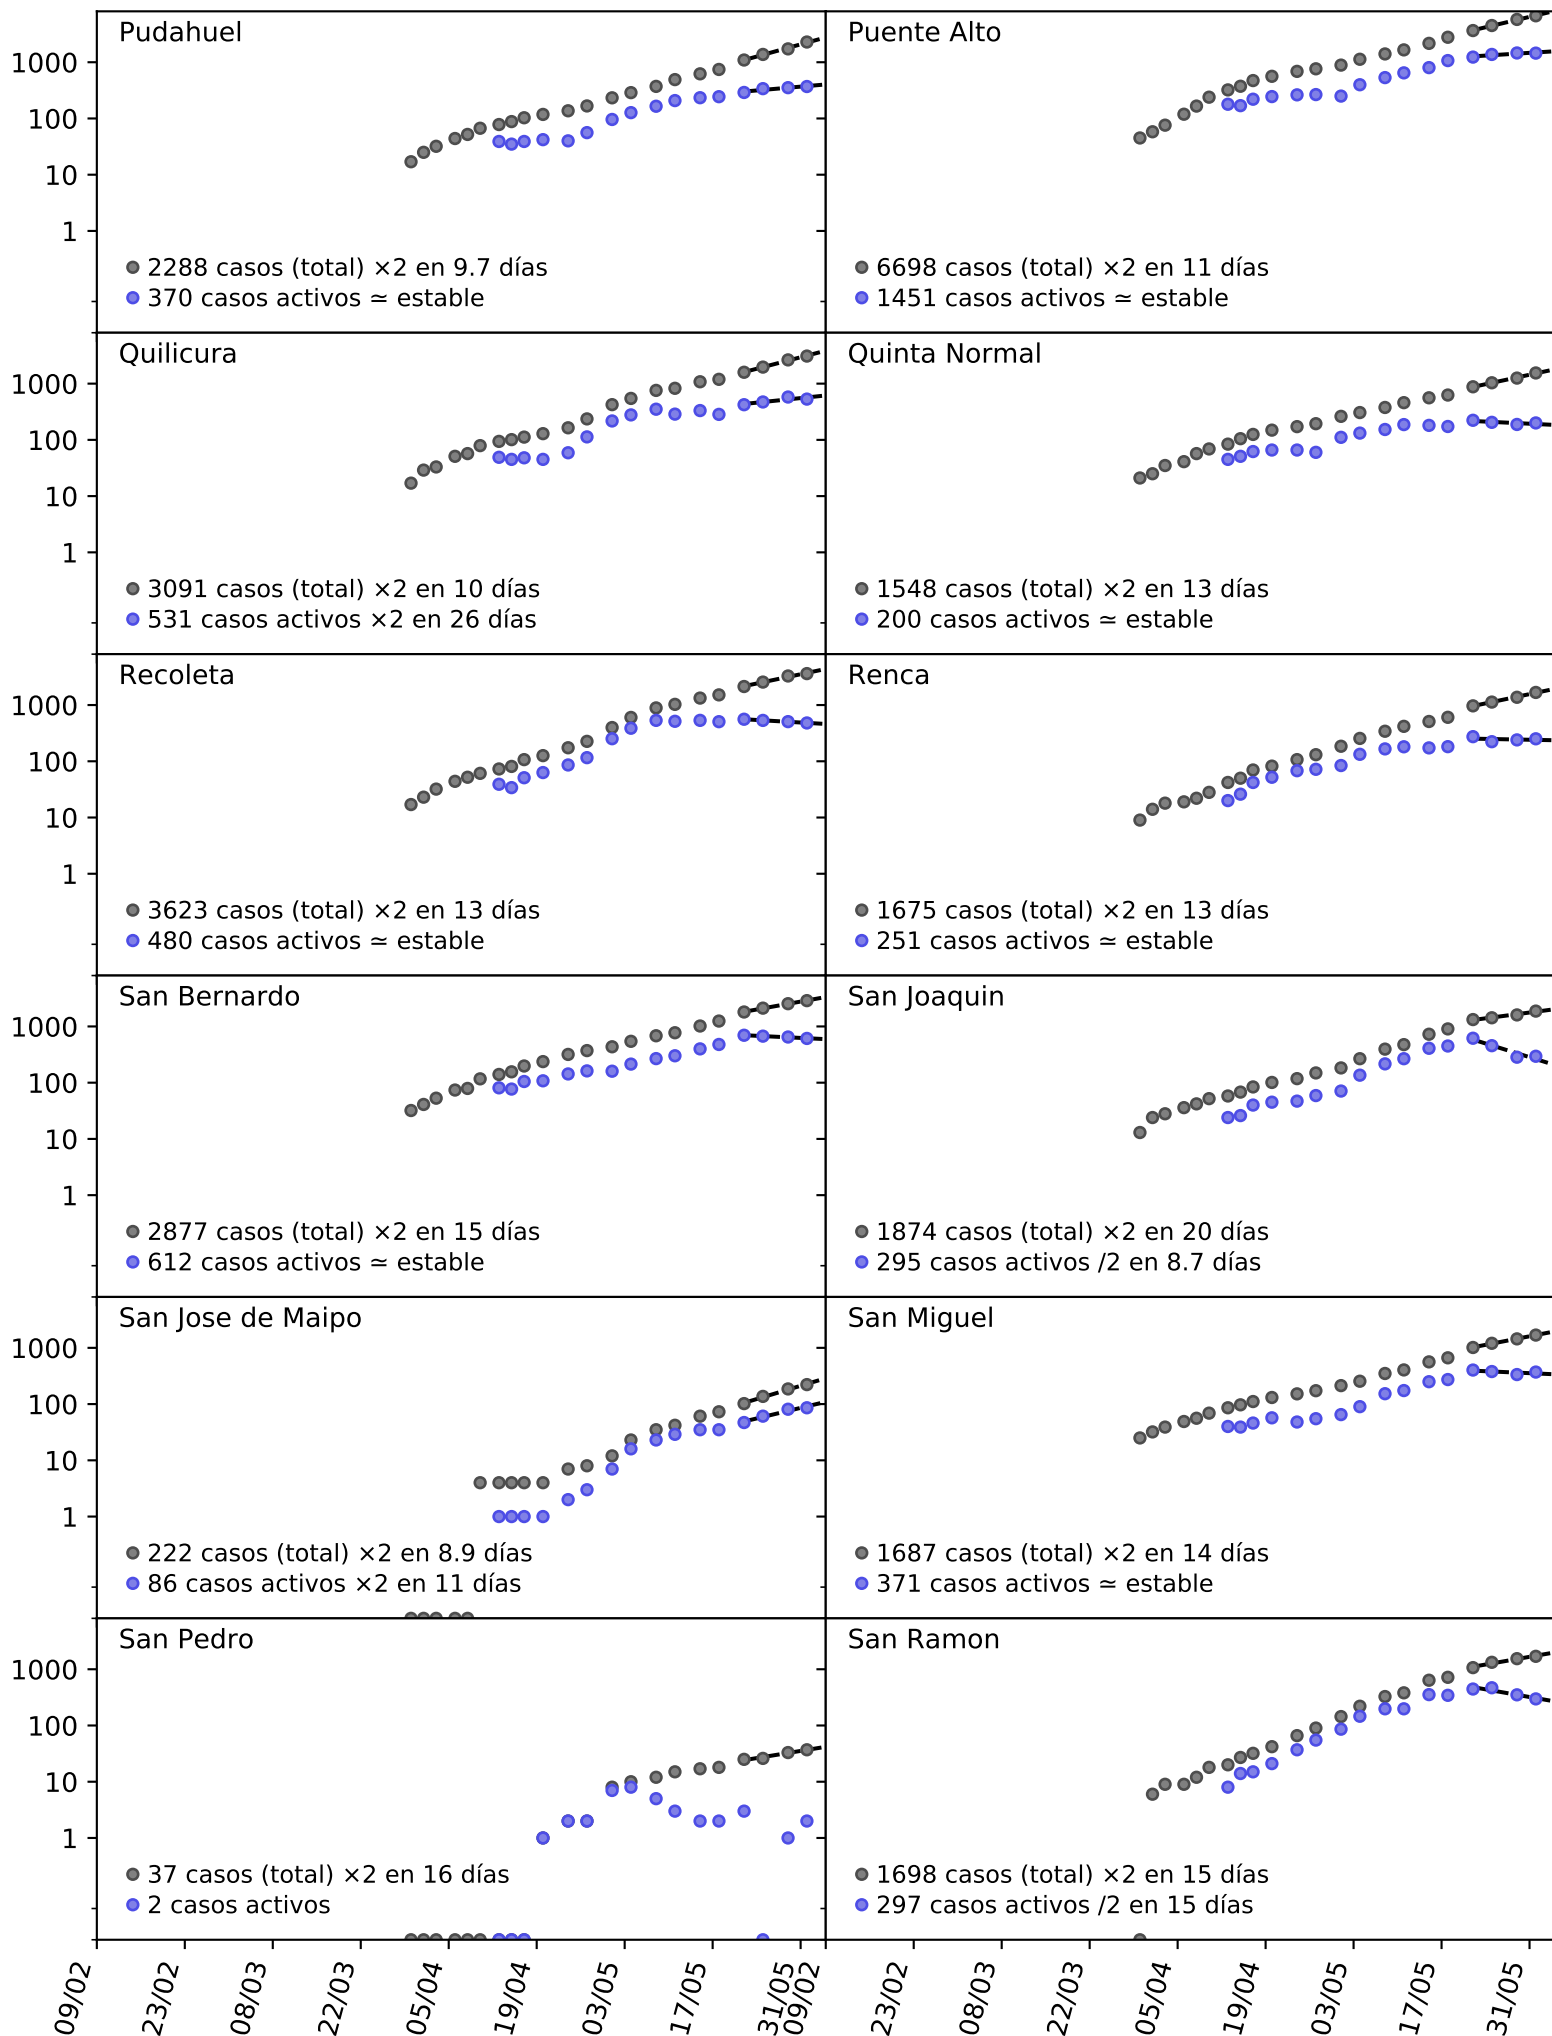 Pudahuel
1000
100
10
1
2288 casos (total) ×2 en 9.7 días
370 casos activos ≃ estable
Puente Alto
6698 casos (total) ×2 en 11 días
1451 casos activos ≃ estable
Quilicura
1000
100
10
1
3091 casos (total) ×2 en 10 días
531 casos activos ×2 en 26 días
Quinta Normal
1548 casos (total) ×2 en 13 días
200 casos activos ≃ estable
Recoleta
1000
100
10
1
3623 casos (total) ×2 en 13 días
480 casos activos ≃ estable
Renca
1675 casos (total) ×2 en 13 días
251 casos activos ≃ estable
San Bernardo
1000
100
10
1
2877 casos (total) ×2 en 15 días
612 casos activos ≃ estable
San Joaquin
1874 casos (total) ×2 en 20 días
295 casos activos /2 en 8.7 días
San Jose de Maipo
1000
100
10
1
222 casos (total) ×2 en 8.9 días
86 casos activos ×2 en 11 días
San Miguel
1687 casos (total) ×2 en 14 días
371 casos activos ≃ estable
San Pedro
1000
100
10
1
37 casos (total) ×2 en 16 días
2 casos activos
San Ramon
1698 casos (total) ×2 en 15 días
297 casos activos /2 en 15 días
09/02
23/02
08/03
22/03
05/04
19/04
03/05
17/05
31/05
09/02
23/02
08/03
22/03
05/04
19/04
03/05
17/05
31/05